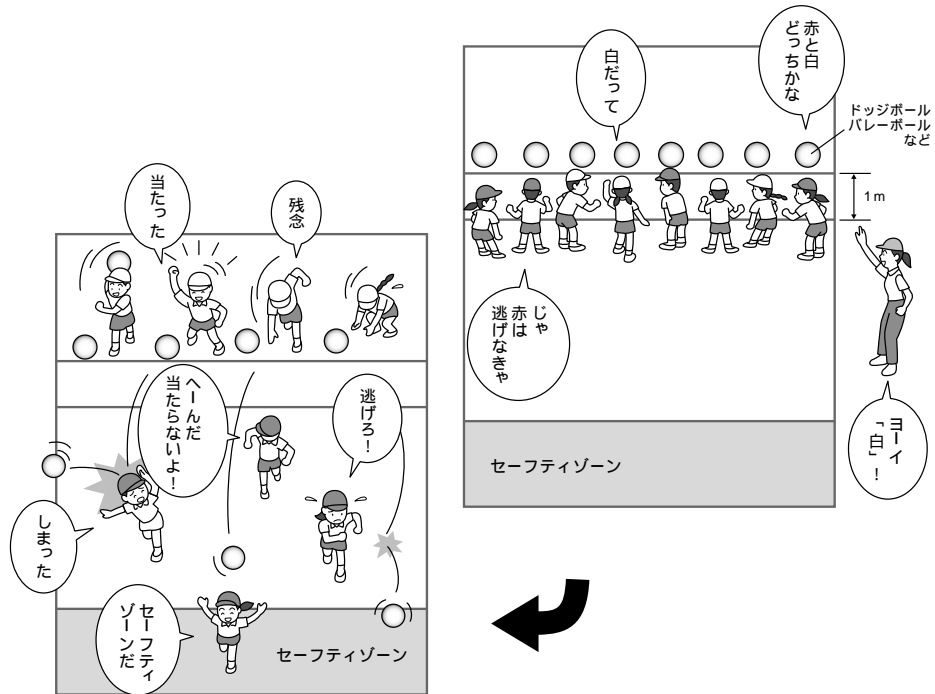 赤と白
どっちかな
白だって
ドッジボール
バレーボール
など
1m
じゃ
赤は
逃げなきゃ
ヨーイ
「白」！
セーフティゾーン
残念
当たった
逃げろ！
へーんだ
当たらないよ！
しまった
セーフティ
ゾーンだ
セーフティゾーン